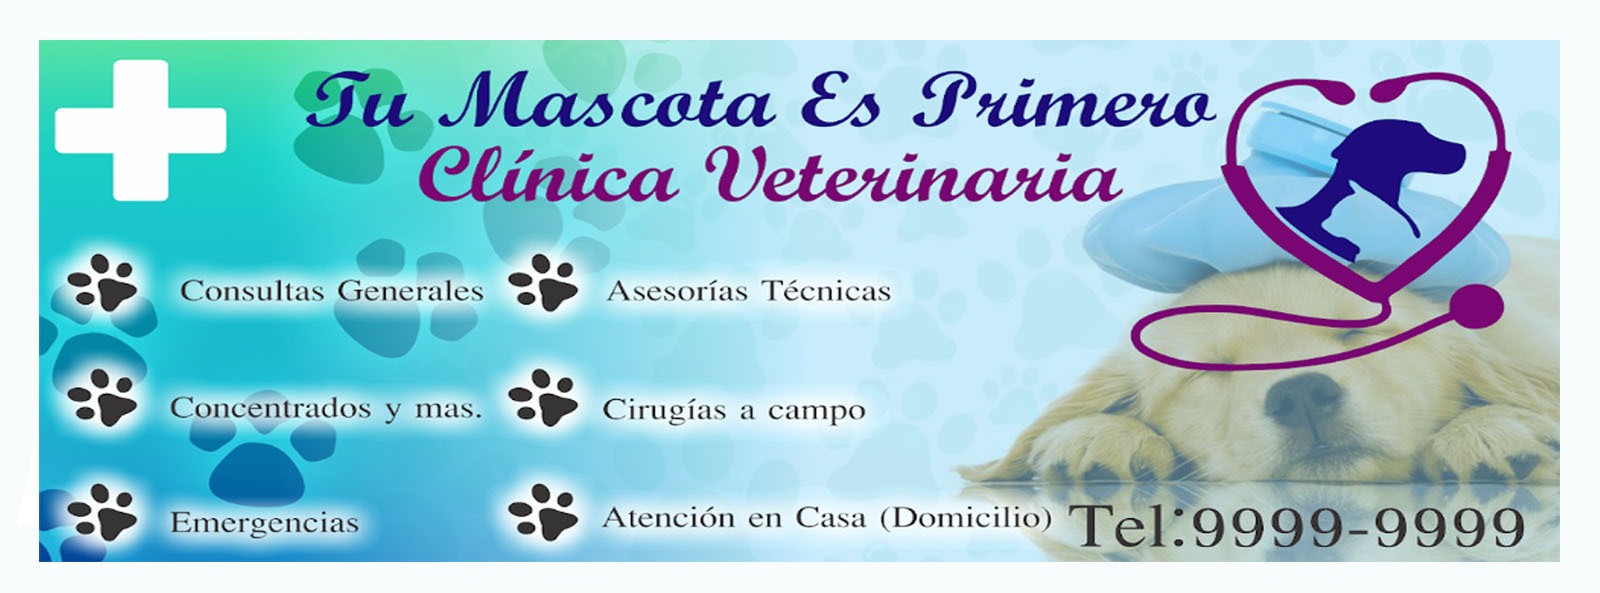 Tu Mascota Es Primero
Clínica Veterinaria
Consultas Generales
Asesorías Técnicas
Concentrados y mas.
Cirugías a campo
Emergencias
Atención en Casa (Domicilio)
Tel:9999-9999